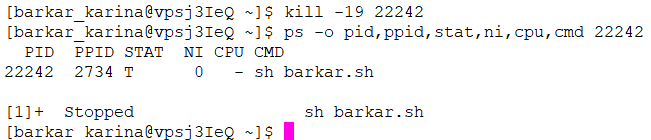 [barkar_karina@vpsj3IeQ ~]$ kill -19 22242
[barkar_karina@vpsj3IeQ ~]$ ps -o pid,ppid,stat,ni,cpu,cmd 22242
  PID  PPID STAT  NI CPU CMD
22242  2734 T      0   - sh barkar.sh
[1]+  Stopped                 sh barkar.sh
[barkar_karina@vpsj3IeQ ~]$